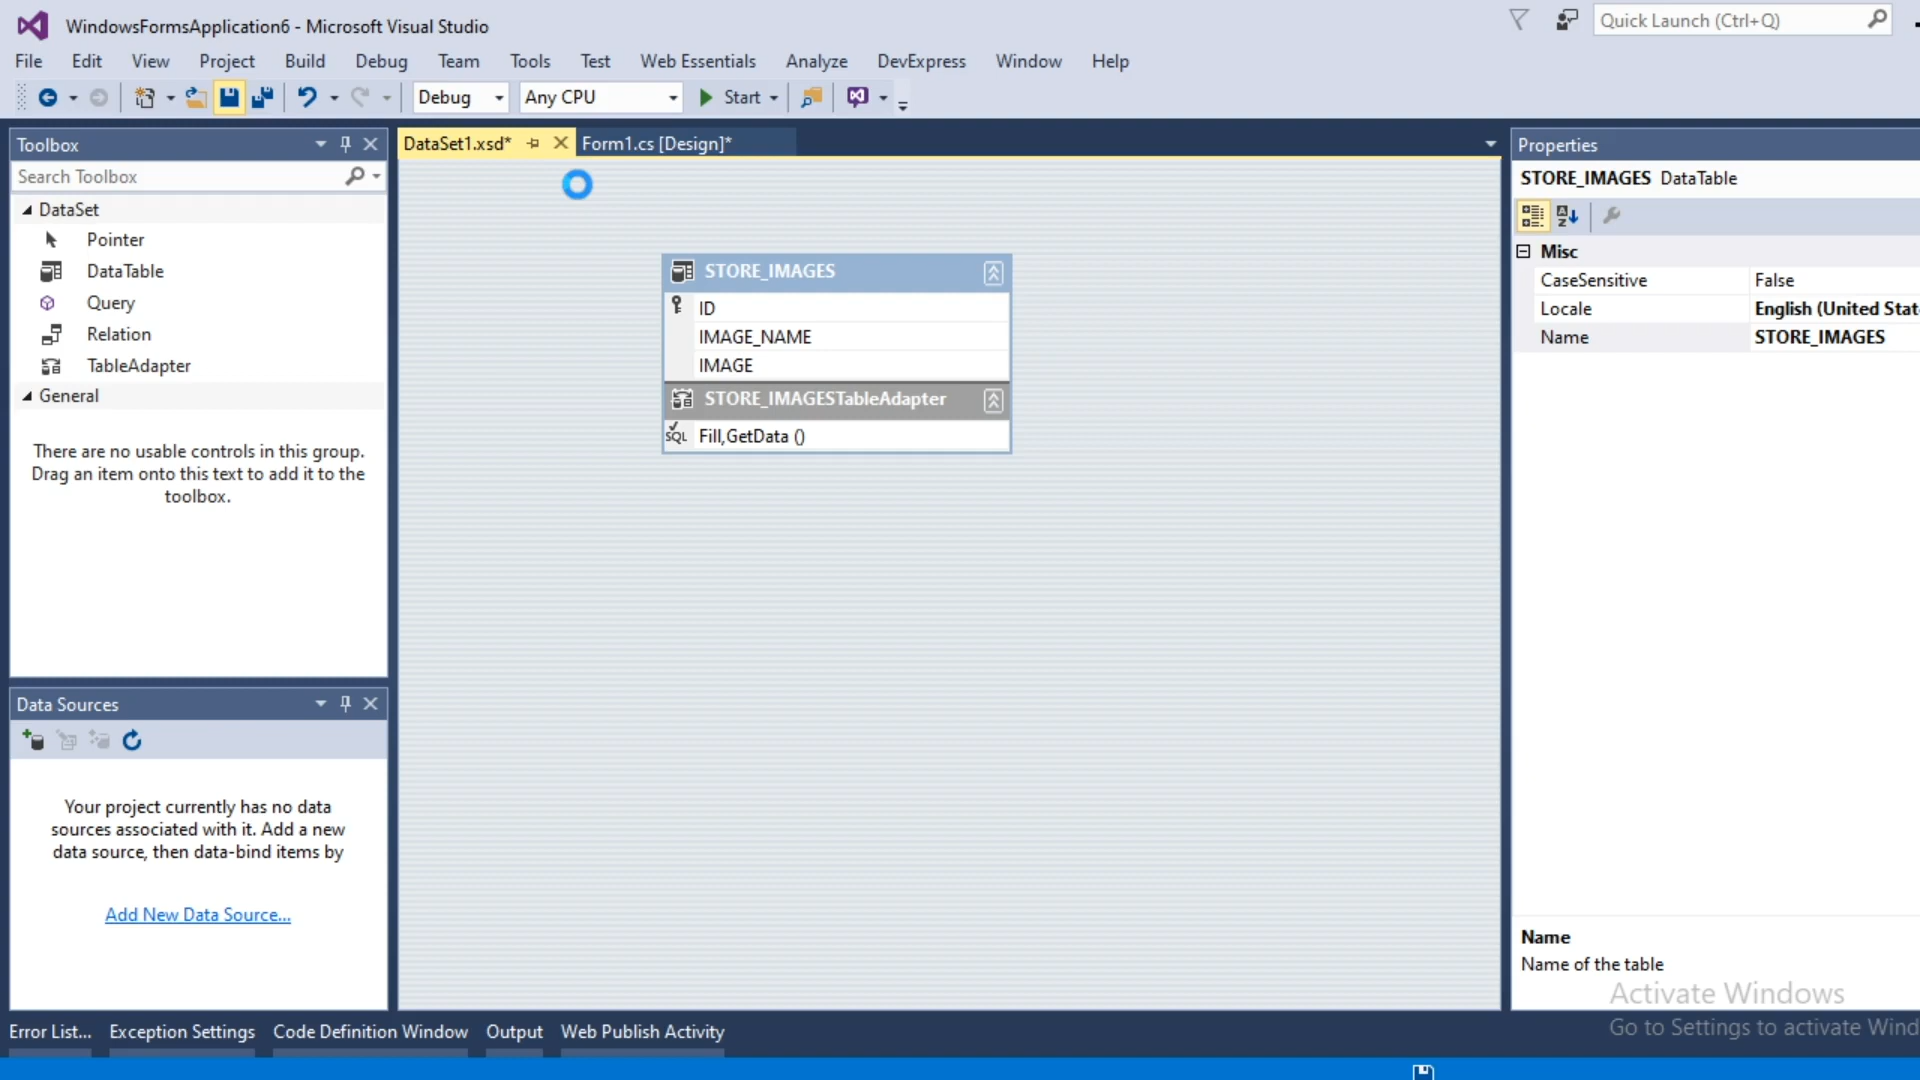 WindowsFormsApplication6 - Microsoft Visual Studio
Quick Launch (Ctrl+Q)
File Edit View Project Build Debug Team Tools Test Web Essentials Analyze DevExpress Window Help
Debug Any CPU Start
Toolbox
Search Toolbox
DataSet
Pointer
DataTable
Query
Relation
TableAdapter
General
There are no usable controls in this group.
Drag an item onto this text to add it to the
toolbox.
Data Sources
Your project currently has no data
sources associated with it. Add a new
data source, then data-bind items by
Add New Data Source...
DataSet1.xsd* Form1.cs [Design]*
STORE_IMAGES
ID
IMAGE_NAME
IMAGE
STORE_IMAGESTableAdapter
SQL Fill,GetData ()
Properties
STORE_IMAGES DataTable
Misc
CaseSensitive False
Locale English (United Stat
Name STORE_IMAGES
Name
Name of the table
Activate Windows
Go to Settings to activate Wind
Error List... Exception Settings Code Definition Window Output Web Publish Activity